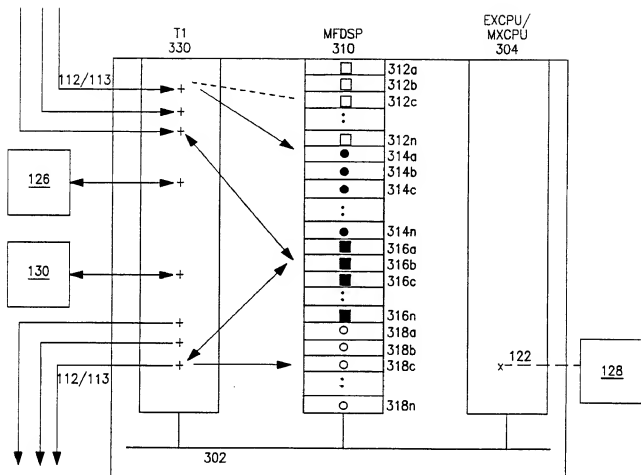 T1
330
MFDSP
310
EXCPU/
MXCPU
304
112/113
312a
312b
312c
312n
314a
314b
314c
314n
316a
316b
316c
316n
318a
318b
318c
318n
126
130
112/113
122
128
302